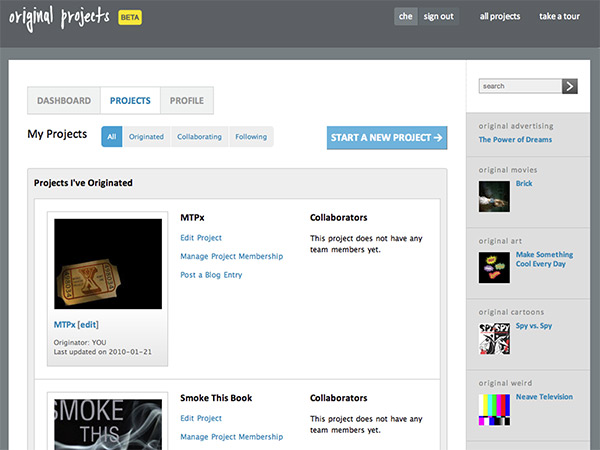 original projects BETA
che sign out all projects take a tour
DASHBOARD PROJECTS PROFILE
My Projects All Originated Collaborating Following
START A NEW PROJECT →
Projects I've Originated
MTPx [edit]
Originator: YOU
Last updated on 2010-01-21
MTPx
Edit Project
Manage Project Membership
Post a Blog Entry
Collaborators
This project does not have any
team members yet.
SMOKE
THIS
Smoke This Book
Edit Project
Manage Project Membership
Collaborators
This project does not have any
team members yet.
search
original advertising
The Power of Dreams
original movies
Brick
original art
Make Something
Cool Every Day
original cartoons
SPY SPY
Spy vs. Spy
original weird
Neave Television